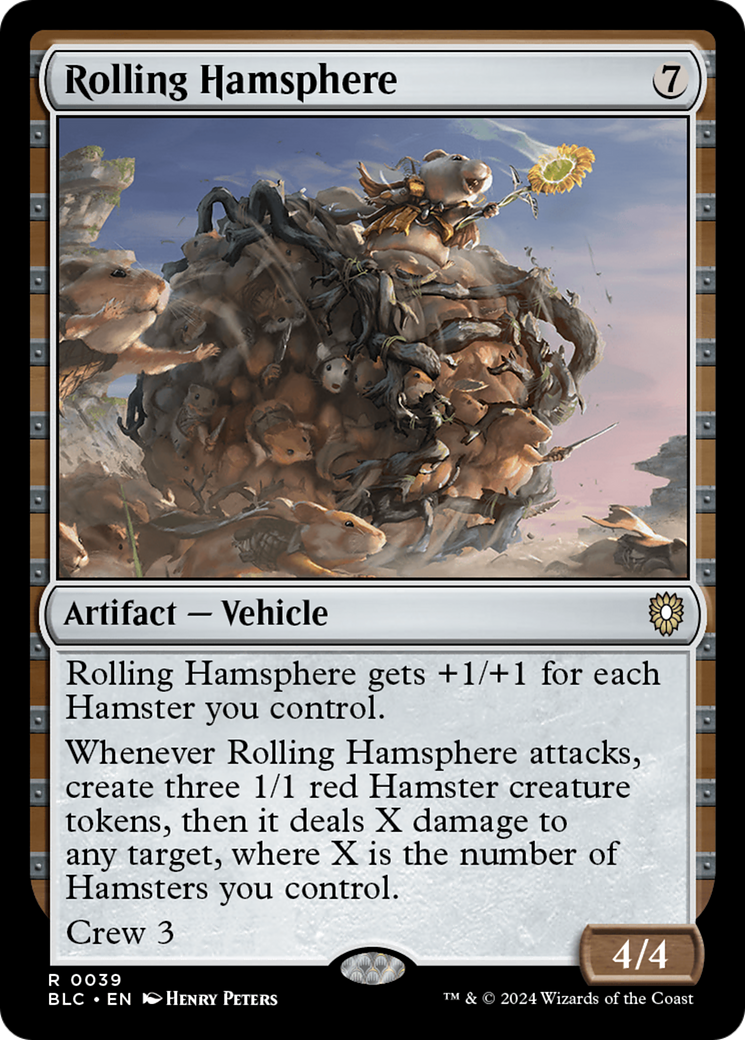 Rolling Hamsphere
7
Artifact — Vehicle
Rolling Hamsphere gets +1/+1 for each
Hamster you control.
Whenever Rolling Hamsphere attacks,
create three 1/1 red Hamster creature
tokens, then it deals X damage to
any target, where X is the number of
Hamsters you control.
Crew 3
4/4
R 0039
BLC • EN Henry Peters
™ & © 2024 Wizards of the Coast